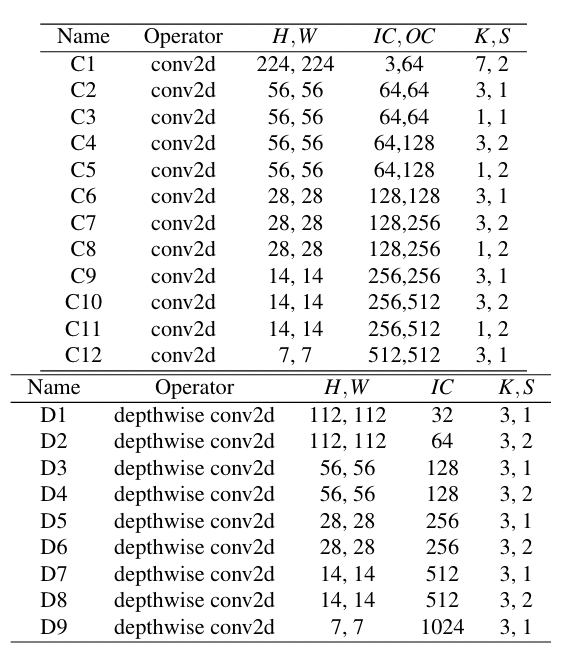 Name Operator H,W IC,OC K,S
C1 conv2d 224, 224 3,64 7, 2
C2 conv2d 56, 56 64,64 3, 1
C3 conv2d 56, 56 64,64 1, 1
C4 conv2d 56, 56 64,128 3, 2
C5 conv2d 56, 56 64,128 1, 2
C6 conv2d 28, 28 128,128 3, 1
C7 conv2d 28, 28 128,256 3, 2
C8 conv2d 28, 28 128,256 1, 2
C9 conv2d 14, 14 256,256 3, 1
C10 conv2d 14, 14 256,512 3, 2
C11 conv2d 14, 14 256,512 1, 2
C12 conv2d 7, 7 512,512 3, 1
Name Operator H,W IC K,S
D1 depthwise conv2d 112, 112 32 3, 1
D2 depthwise conv2d 112, 112 64 3, 2
D3 depthwise conv2d 56, 56 128 3, 1
D4 depthwise conv2d 56, 56 128 3, 2
D5 depthwise conv2d 28, 28 256 3, 1
D6 depthwise conv2d 28, 28 256 3, 2
D7 depthwise conv2d 14, 14 512 3, 1
D8 depthwise conv2d 14, 14 512 3, 2
D9 depthwise conv2d 7, 7 1024 3, 1